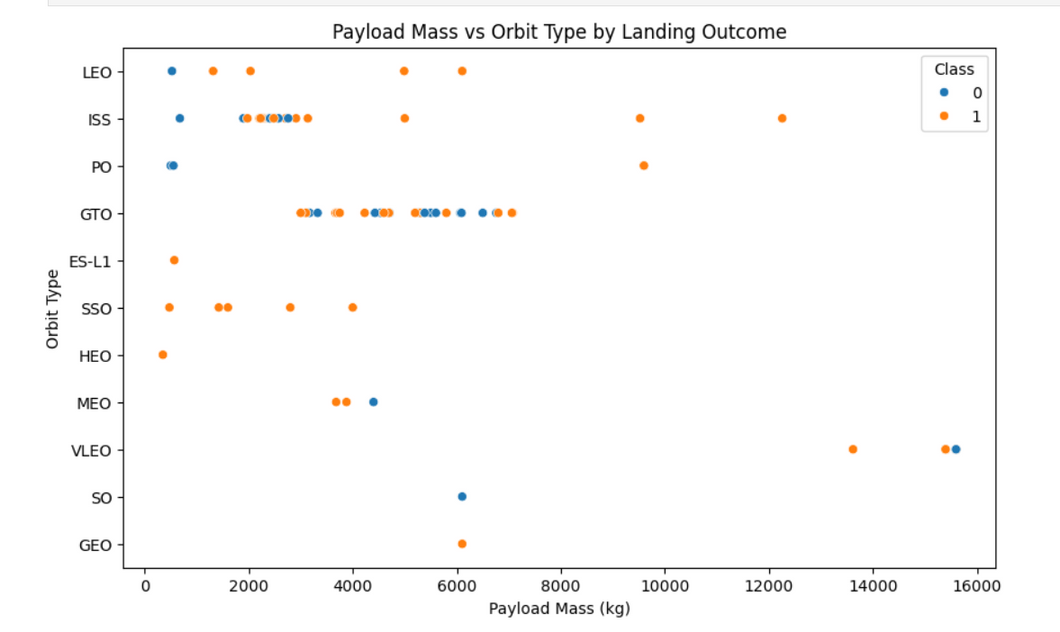 Payload Mass vs Orbit Type by Landing Outcome
Class
0
1
LEO
ISS
PO
GTO
ES-L1
SSO
HEO
MEO
VLEO
SO
GEO
Orbit Type
0 2000 4000 6000 8000 10000 12000 14000 16000
Payload Mass (kg)